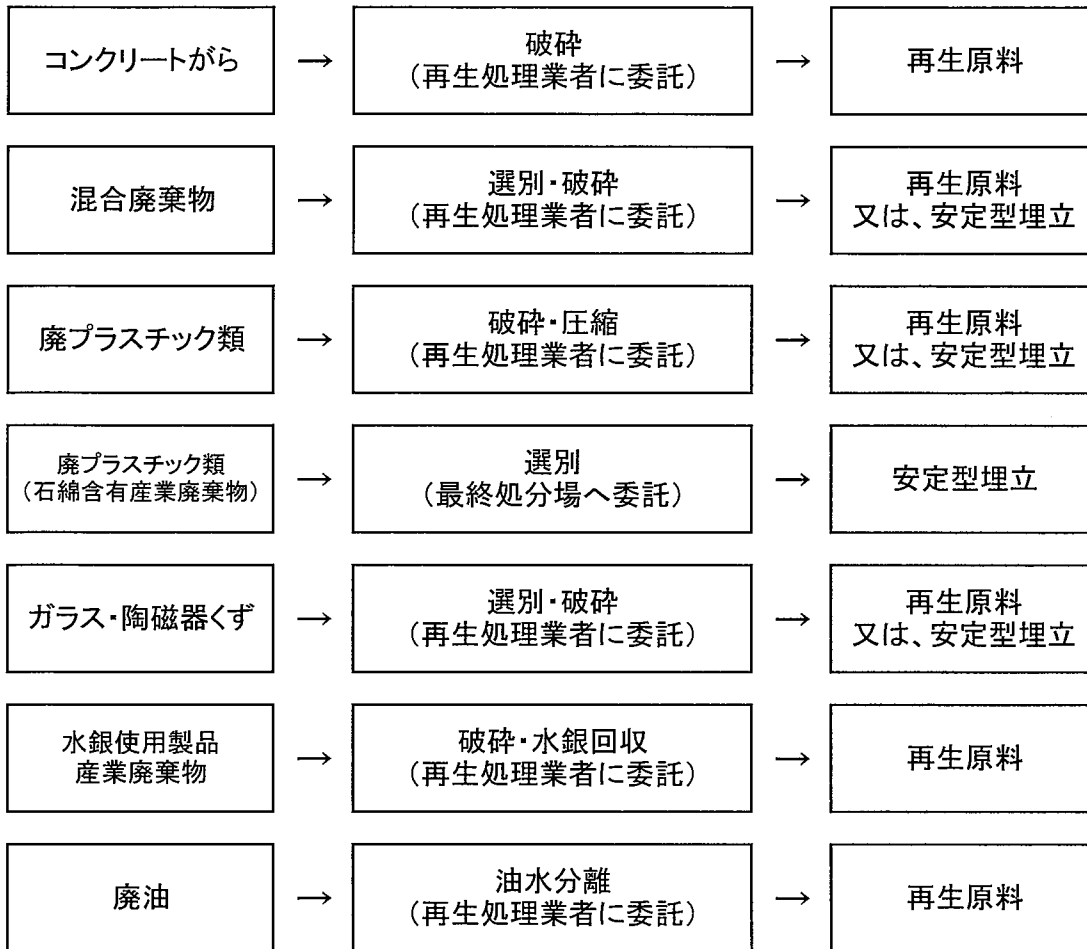 コンクリートがら → 破砕 → 再生原料
(再生処理業者に委託)
混合廃棄物 → 選別・破砕 → 再生原料
(再生処理業者に委託) 又は、安定型埋立
廃プラスチック類 → 破砕・圧縮 → 再生原料
(再生処理業者に委託) 又は、安定型埋立
廃プラスチック類 → 選別 → 安定型埋立
(石綿含有産業廃棄物) (最終処分場へ委託)
ガラス・陶磁器くず → 選別・破砕 → 再生原料
(再生処理業者に委託) 又は、安定型埋立
水銀使用製品 → 破砕・水銀回収 → 再生原料
産業廃棄物 (再生処理業者に委託)
廃油 → 油水分離 → 再生原料
(再生処理業者に委託)